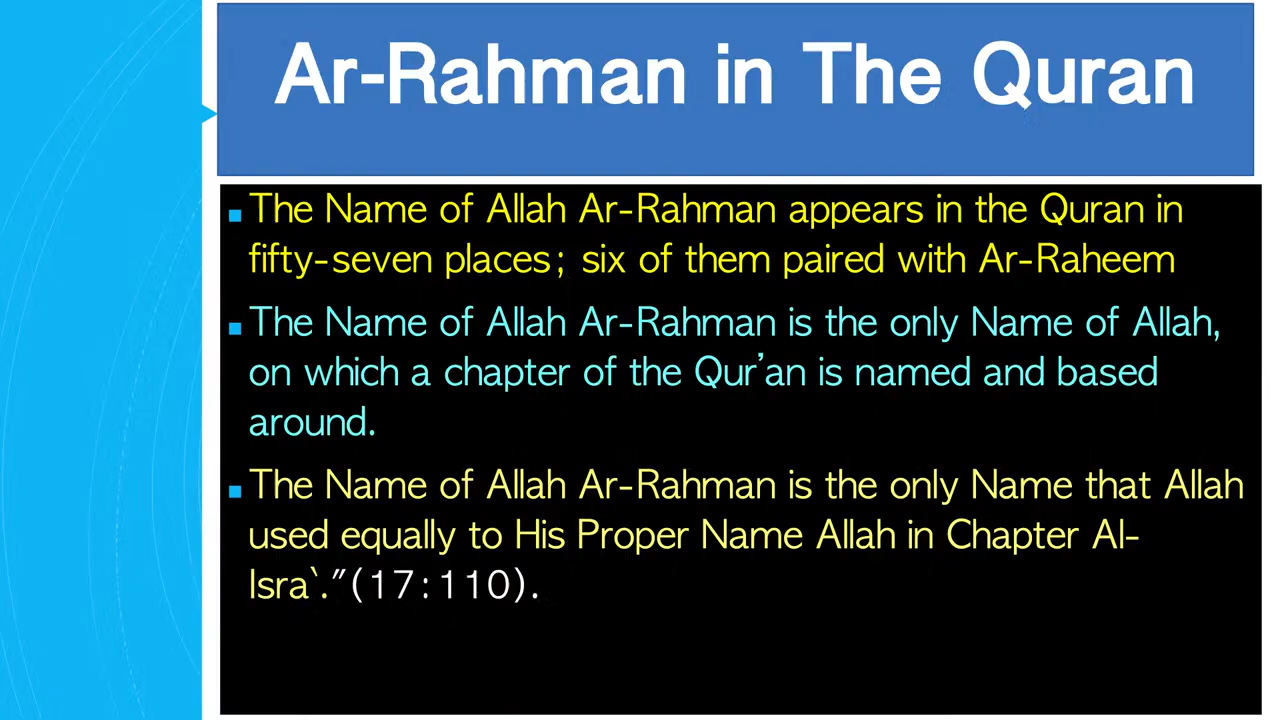 Ar-Rahman in The Quran
The Name of Allah Ar-Rahman appears in the Quran in
fifty-seven places; six of them paired with Ar-Raheem
The Name of Allah Ar-Rahman is the only Name of Allah,
on which a chapter of the Qur’an is named and based
around.
The Name of Allah Ar-Rahman is the only Name that Allah
used equally to His Proper Name Allah in Chapter Al-
Isra`."(17:110).